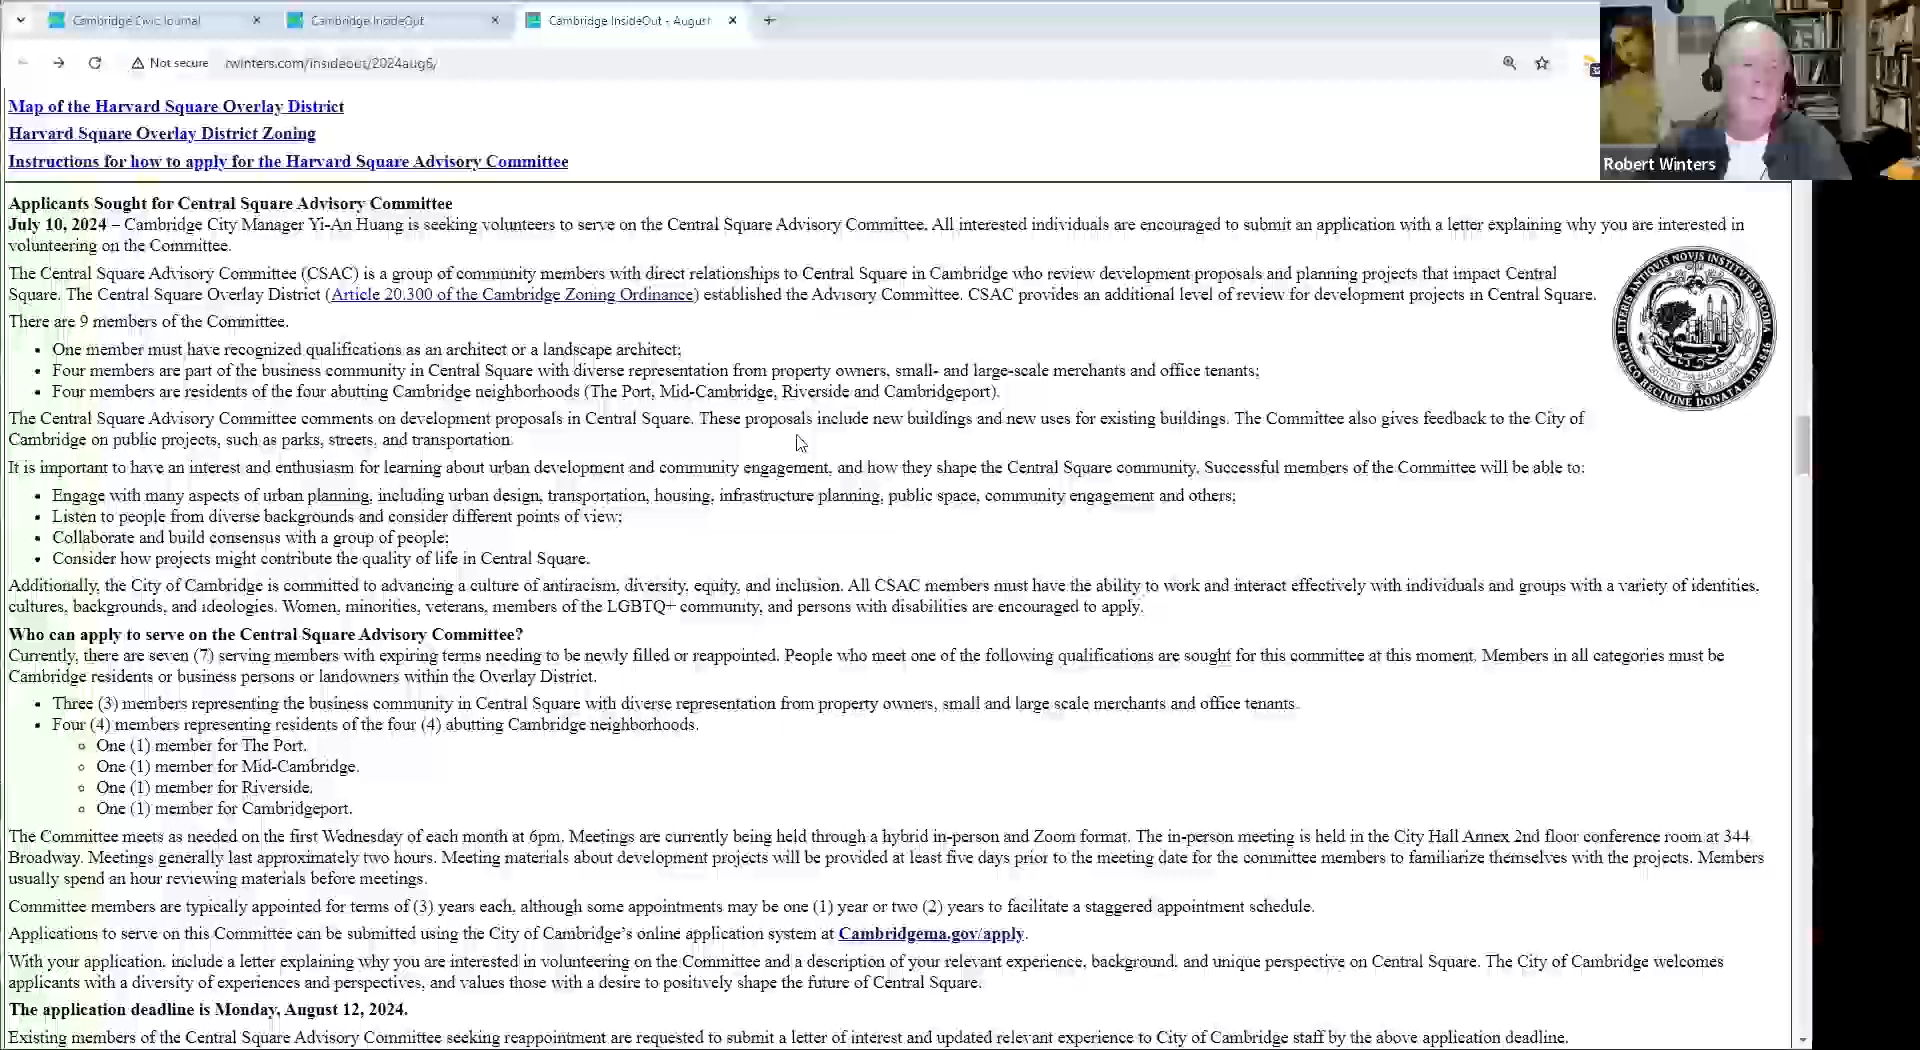 Cambridge Civic Journal
Cambridge InsideOut
Cambridge InsideOut - August
Not secure
rwinters.com/insideout/2024aug6/
Robert Winters
Map of the Harvard Square Overlay District
Harvard Square Overlay District Zoning
Instructions for how to apply for the Harvard Square Advisory Committee
Applicants Sought for Central Square Advisory Committee
July 10, 2024 – Cambridge City Manager Yi-An Huang is seeking volunteers to serve on the Central Square Advisory Committee. All interested individuals are encouraged to submit an application with a letter explaining why you are interested in
volunteering on the Committee.
The Central Square Advisory Committee (CSAC) is a group of community members with direct relationships to Central Square in Cambridge who review development proposals and planning projects that impact Central
Square. The Central Square Overlay District (Article 20.300 of the Cambridge Zoning Ordinance) established the Advisory Committee. CSAC provides an additional level of review for development projects in Central Square.
There are 9 members of the Committee.
• One member must have recognized qualifications as an architect or a landscape architect;
• Four members are part of the business community in Central Square with diverse representation from property owners, small- and large-scale merchants and office tenants;
• Four members are residents of the four abutting Cambridge neighborhoods (The Port, Mid-Cambridge, Riverside and Cambridgeport).
LITERIS ANTIQVIS NOVIS INSTITVTIS DECORA
CIVICO REGIMINE DONATA A.D. 1846
The Central Square Advisory Committee comments on development proposals in Central Square. These proposals include new buildings and new uses for existing buildings. The Committee also gives feedback to the City of
Cambridge on public projects, such as parks, streets, and transportation.
It is important to have an interest and enthusiasm for learning about urban development and community engagement, and how they shape the Central Square community. Successful members of the Committee will be able to:
• Engage with many aspects of urban planning, including urban design, transportation, housing, infrastructure planning, public space, community engagement and others;
• Listen to people from diverse backgrounds and consider different points of view;
• Collaborate and build consensus with a group of people;
• Consider how projects might contribute the quality of life in Central Square.
Additionally, the City of Cambridge is committed to advancing a culture of antiracism, diversity, equity, and inclusion. All CSAC members must have the ability to work and interact effectively with individuals and groups with a variety of identities,
cultures, backgrounds, and ideologies. Women, minorities, veterans, members of the LGBTQ+ community, and persons with disabilities are encouraged to apply.
Who can apply to serve on the Central Square Advisory Committee?
Currently, there are seven (7) serving members with expiring terms needing to be newly filled or reappointed. People who meet one of the following qualifications are sought for this committee at this moment. Members in all categories must be
Cambridge residents or business persons or landowners within the Overlay District.
• Three (3) members representing the business community in Central Square with diverse representation from property owners, small and large scale merchants and office tenants.
• Four (4) members representing residents of the four (4) abutting Cambridge neighborhoods.
One (1) member for The Port.
One (1) member for Mid-Cambridge.
One (1) member for Riverside.
One (1) member for Cambridgeport.
The Committee meets as needed on the first Wednesday of each month at 6pm. Meetings are currently being held through a hybrid in-person and Zoom format. The in-person meeting is held in the City Hall Annex 2nd floor conference room at 344
Broadway. Meetings generally last approximately two hours. Meeting materials about development projects will be provided at least five days prior to the meeting date for the committee members to familiarize themselves with the projects. Members
usually spend an hour reviewing materials before meetings.
Committee members are typically appointed for terms of (3) years each, although some appointments may be one (1) year or two (2) years to facilitate a staggered appointment schedule.
Applications to serve on this Committee can be submitted using the City of Cambridge's online application system at Cambridgema.gov/apply.
With your application, include a letter explaining why you are interested in volunteering on the Committee and a description of your relevant experience, background, and unique perspective on Central Square. The City of Cambridge welcomes
applicants with a diversity of experiences and perspectives, and values those with a desire to positively shape the future of Central Square.
The application deadline is Monday, August 12, 2024.
Existing members of the Central Square Advisory Committee seeking reappointment are requested to submit a letter of interest and updated relevant experience to City of Cambridge staff by the above application deadline.